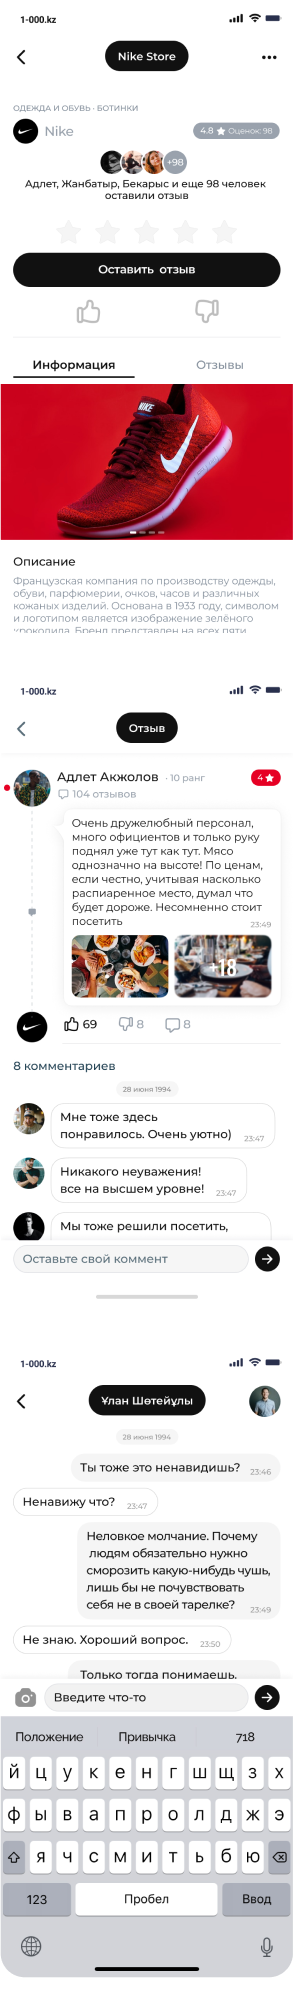 1-000.kz
Nike Store
ОДЕЖДА И ОБУВЬ · БОТИНКИ
Nike
4.8 Оценок: 98
+98
Адлет, Жанбатыр, Бекарыс и еще 98 человек
оставили отзыв
Оставить отзыв
Информация
Отзывы
NIKE
Описание
Французская компания по производству одежды,
обуви, парфюмерии, очков, часов и различных
кожаных изделий. Основана в 1933 году, символом
и логотипом является изображение зелёного
крокодила. Бренд представлен на всех пяти
1-000.kz
Отзыв
Адлет Акжолов · 10 ранг
4
104 отзывов
Очень дружелюбный персонал,
много официентов и только руку
поднял уже тут как тут. Мясо
однозначно на высоте! По ценам,
если честно, учитывая насколько
распиаренное место, думал что
будет дороже. Несомненно стоит
посетить
23:49
+18
69
8
8
8 комментариев
28 июня 1994
Мне тоже здесь
понравилось. Очень уютно)
23:47
Никакого неуважения!
все на высшем уровне!
23:47
Мы тоже решили посетить,
Оставьте свой коммент
1-000.kz
Ұлан Шөтейұлы
28 июня 1994
Ты тоже это ненавидишь?
23:46
Ненавижу что?
23:47
Неловкое молчание. Почему
людям обязательно нужно
сморозить какую-нибудь чушь,
лишь бы не почувствовать
себя не в своей тарелке?
23:49
Не знаю. Хороший вопрос.
23:50
Только тогда понимаешь,
Введите что-то
Положение
Привычка
718
й ц у к е н г ш щ з х
ф ы в а п р о л д ж э
я ч с м и т ь б ю
123
Пробел
Ввод